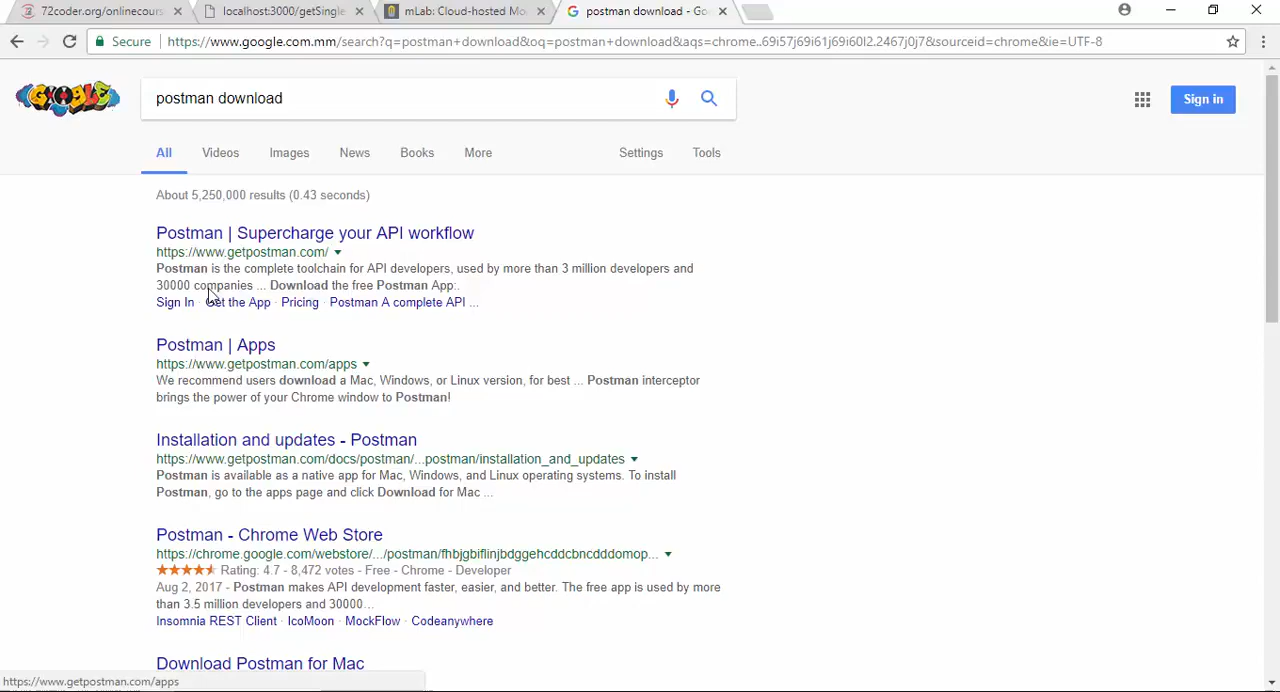 72coder.org/onlinecours
localhost:3000/getSingle
mLab: Cloud-hosted Mo
postman download - Go
Secure
https://www.google.com.mm/search?q=postman+download&oq=postman+download&aqs=chrome..69i57j69i61j69i60l2.2467j0j7&sourceid=chrome&ie=UTF-8
GOOGLE
postman download
Sign in
All Videos Images News Books More Settings Tools
About 5,250,000 results (0.43 seconds)
Postman | Supercharge your API workflow
https://www.getpostman.com/
Postman is the complete toolchain for API developers, used by more than 3 million developers and
30000 companies ... Download the free Postman App:.
Sign In · Get the App · Pricing · Postman A complete API ...
Postman | Apps
https://www.getpostman.com/apps
We recommend users download a Mac, Windows, or Linux version, for best ... Postman interceptor
brings the power of your Chrome window to Postman!
Installation and updates - Postman
https://www.getpostman.com/docs/postman/...postman/installation_and_updates
Postman is available as a native app for Mac, Windows, and Linux operating systems. To install
Postman, go to the apps page and click Download for Mac ...
Postman - Chrome Web Store
https://chrome.google.com/webstore/.../postman/fhbjgbiflinjbdggehcddcbncdddomop...
Rating: 4.7 - 8,472 votes - Free - Chrome - Developer
Aug 2, 2017 - Postman makes API development faster, easier, and better. The free app is used by more
than 3.5 million developers and 30000...
Insomnia REST Client · IcoMoon · MockFlow · Codeanywhere
Download Postman for Mac
https://www.getpostman.com/apps